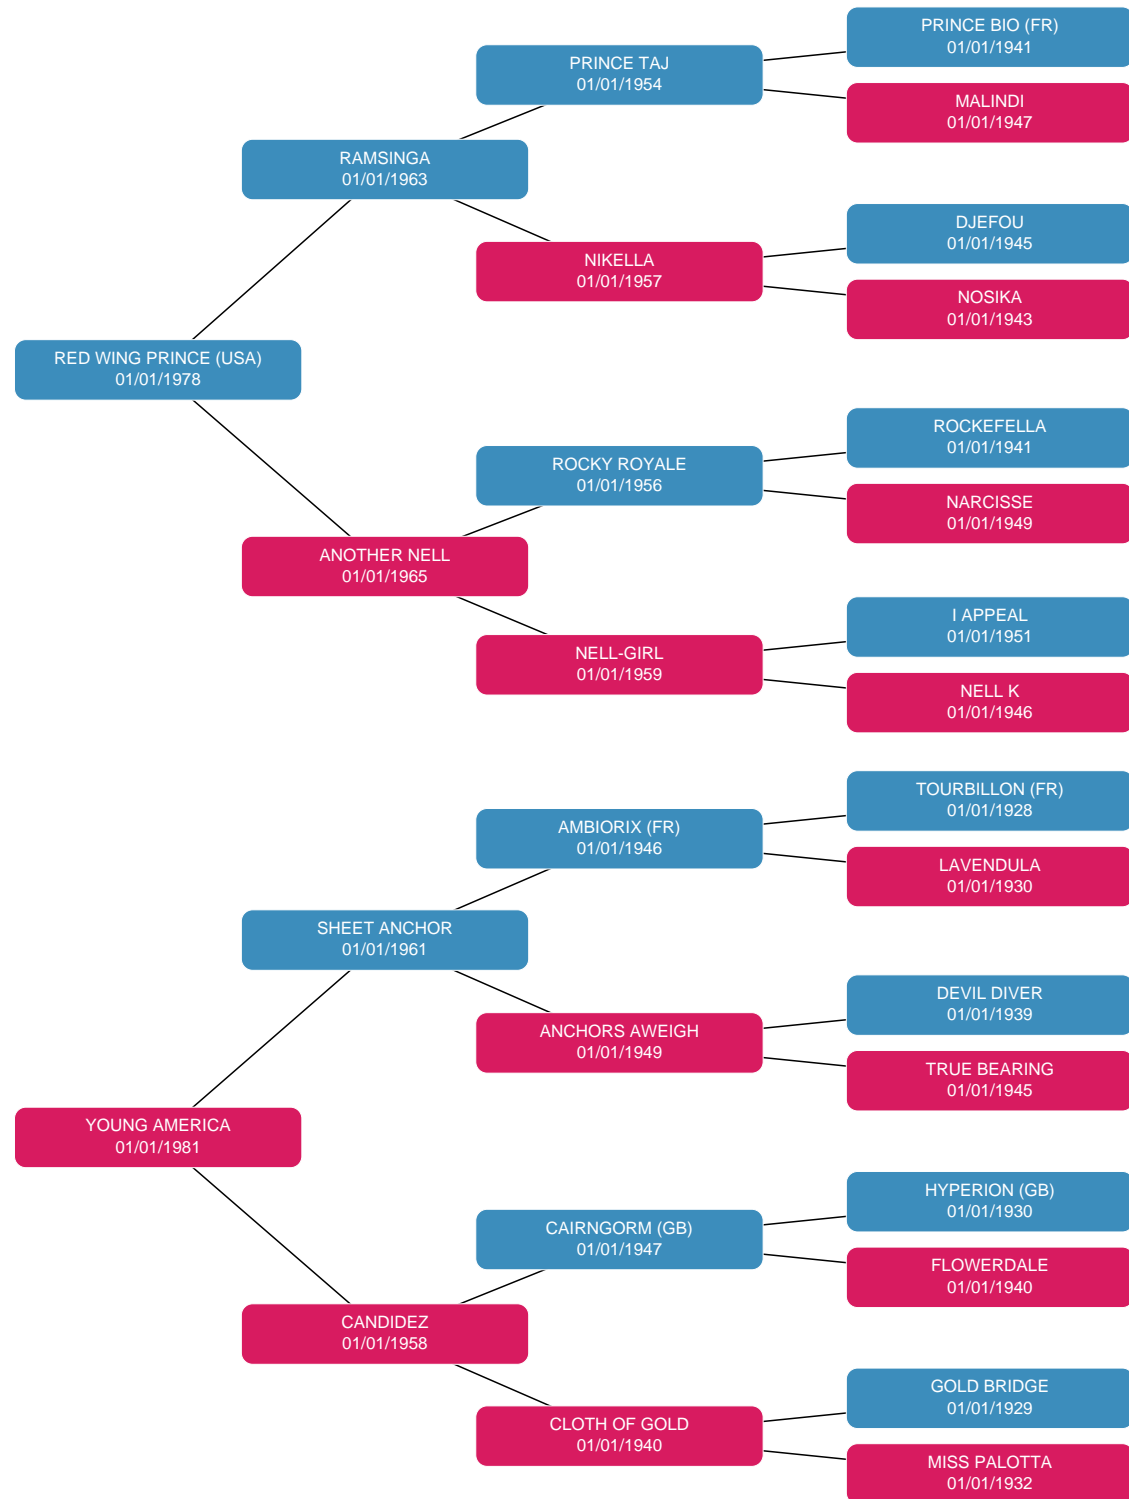 PRINCE BIO (FR)
01/01/1941
PRINCE TAJ
01/01/1954
MALINDI
01/01/1947
RAMSINGA
01/01/1963
DJEFOU
01/01/1945
NIKELLA
01/01/1957
NOSIKA
01/01/1943
RED WING PRINCE (USA)
01/01/1978
ROCKEFELLA
01/01/1941
ROCKY ROYALE
01/01/1956
NARCISSE
01/01/1949
ANOTHER NELL
01/01/1965
I APPEAL
01/01/1951
NELL-GIRL
01/01/1959
NELL K
01/01/1946
TOURBILLON (FR)
01/01/1928
AMBIORIX (FR)
01/01/1946
LAVENDULA
01/01/1930
SHEET ANCHOR
01/01/1961
DEVIL DIVER
01/01/1939
ANCHORS AWEIGH
01/01/1949
TRUE BEARING
01/01/1945
YOUNG AMERICA
01/01/1981
HYPERION (GB)
01/01/1930
CAIRNGORM (GB)
01/01/1947
FLOWERDALE
01/01/1940
CANDIDEZ
01/01/1958
GOLD BRIDGE
01/01/1929
CLOTH OF GOLD
01/01/1940
MISS PALOTTA
01/01/1932